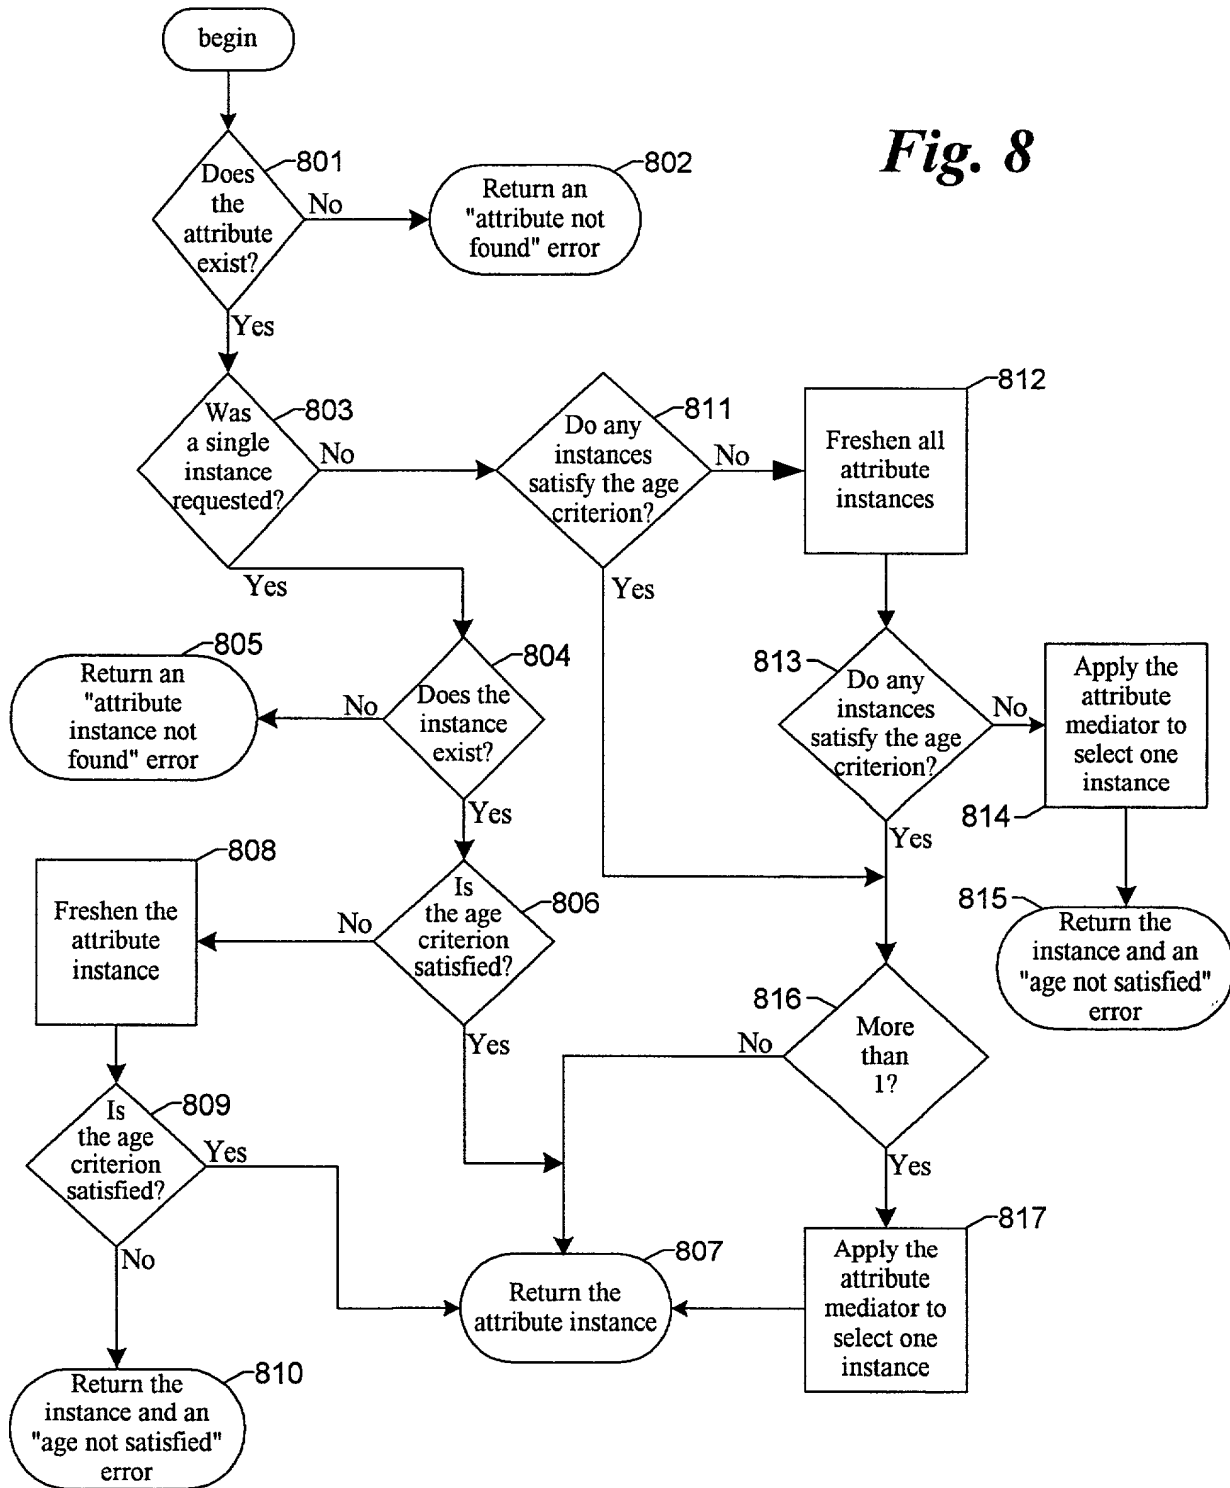 begin
Fig. 8
801
Does
the
attribute
exist?
No
802
Return an
"attribute not
found" error
Yes
803
Was
a single
instance
requested?
No
811
Do any
instances
satisfy the age
criterion?
No
812
Freshen all
attribute
instances
Yes
Yes
805
Return an
"attribute
instance not
found" error
No
804
Does the
instance
exist?
813
Do any
instances
satisfy the age
criterion?
No
Apply the
attribute
mediator to
select one
instance
814
Yes
Yes
808
Freshen the
attribute
instance
No
806
Is
the age
criterion
satisfied?
815
Return the
instance and an
"age not satisfied"
error
Yes
816
More
than
1?
No
809
Is
the age
criterion
satisfied?
Yes
Yes
No
807
Return the
attribute instance
817
Apply the
attribute
mediator to
select one
instance
810
Return the
instance and an
"age not satisfied"
error